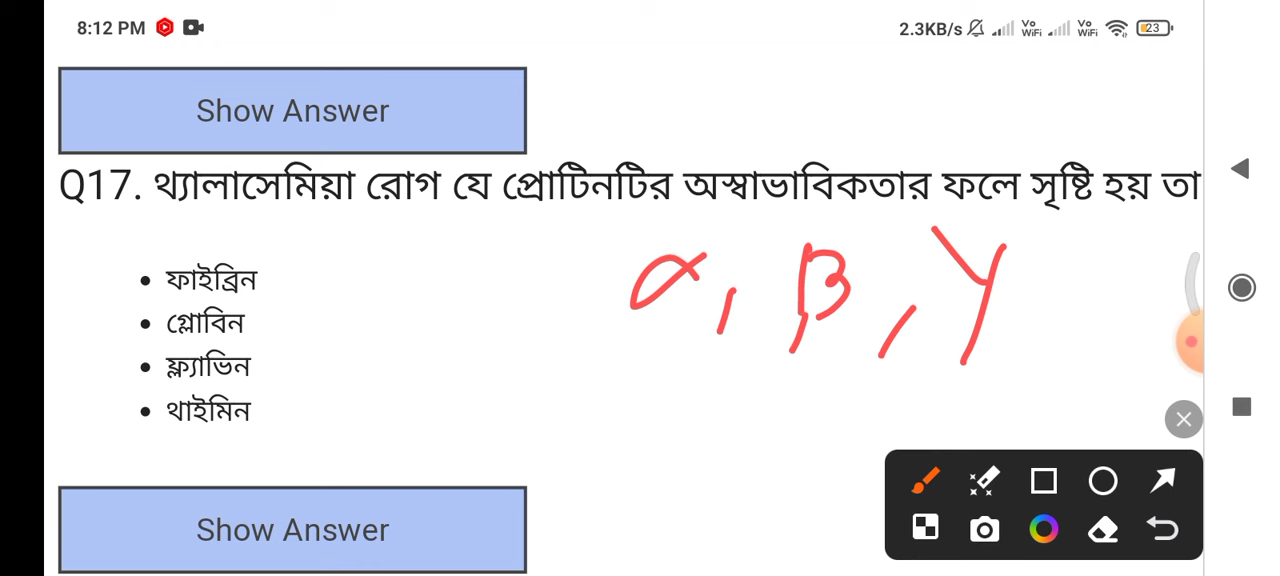 8:12 PM 2.3KB/s Vo WiFi Vo WiFi 23
Show Answer
Q17. থ্যালাসেমিয়া রোগ যে প্রোটিনটির অস্বাভাবিকতার ফলে সৃষ্টি হয় তা
α, β, γ
• ফাইব্রিন
• গ্লোবিন
• ফ্ল্যাভিন
• থাইমিন
Show Answer